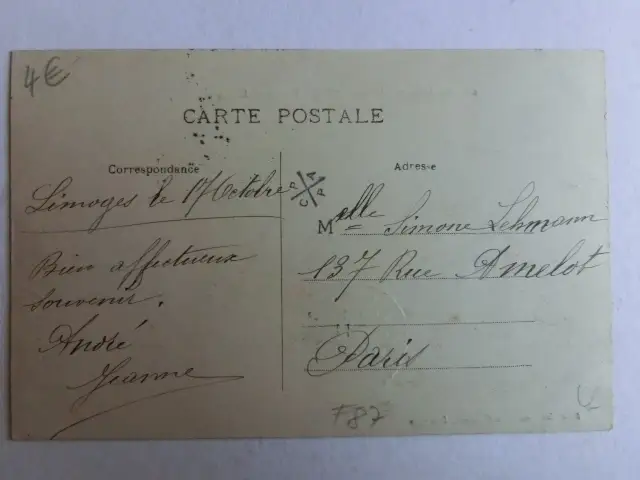 4€
CARTE POSTALE
Correspondance
Limoges le 17 Octobre
Bien affectueux
souvenir.
André
Jeanne
C P A P
Adresse
Melle Simone Lehmann
137 Rue Amelot
Paris
F87